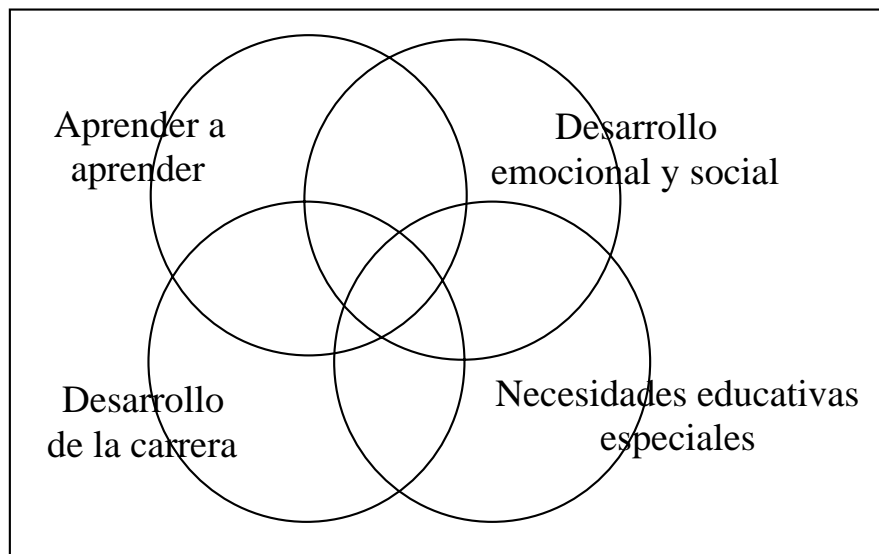 Aprender a
aprender
Desarrollo
emocional y social
Desarrollo
de la carrera
Necesidades educativas
especiales